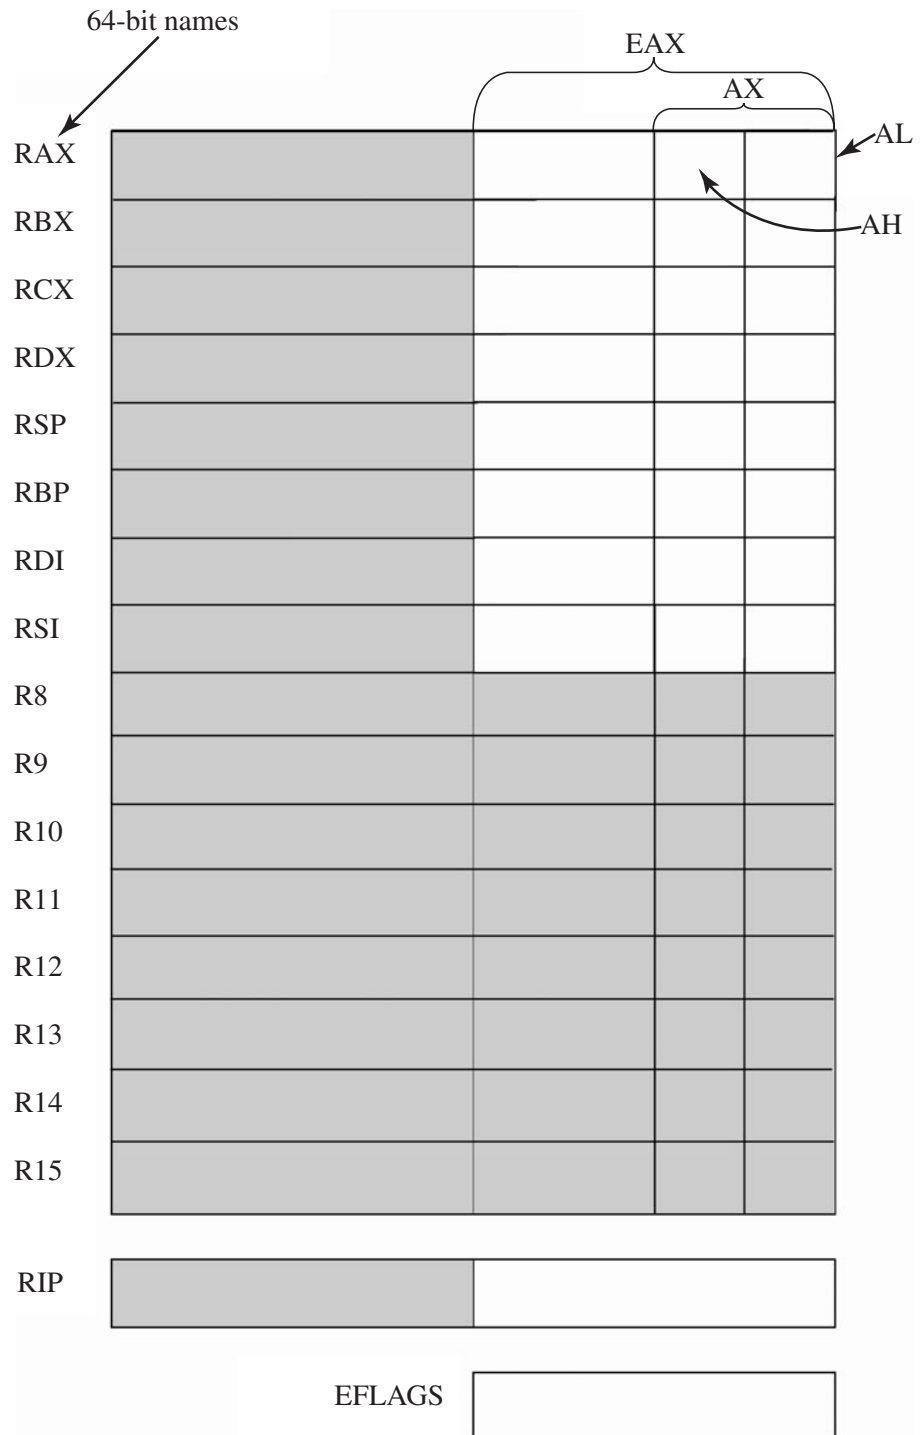 64-bit names
EAX
AX
RAX
AL
RBX
AH
RCX
RDX
RSP
RBP
RDI
RSI
R8
R9
R10
R11
R12
R13
R14
R15
RIP
EFLAGS